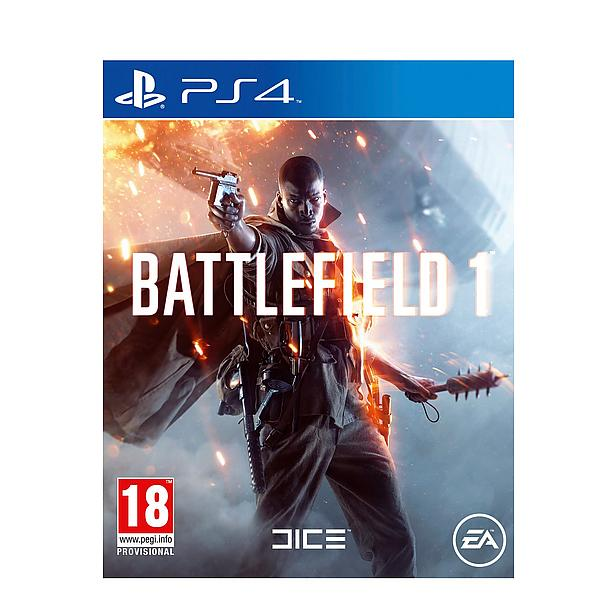 PS4
BATTLEFIELD 1
18
www.pegi.info
PROVISIONAL
DICE
EA